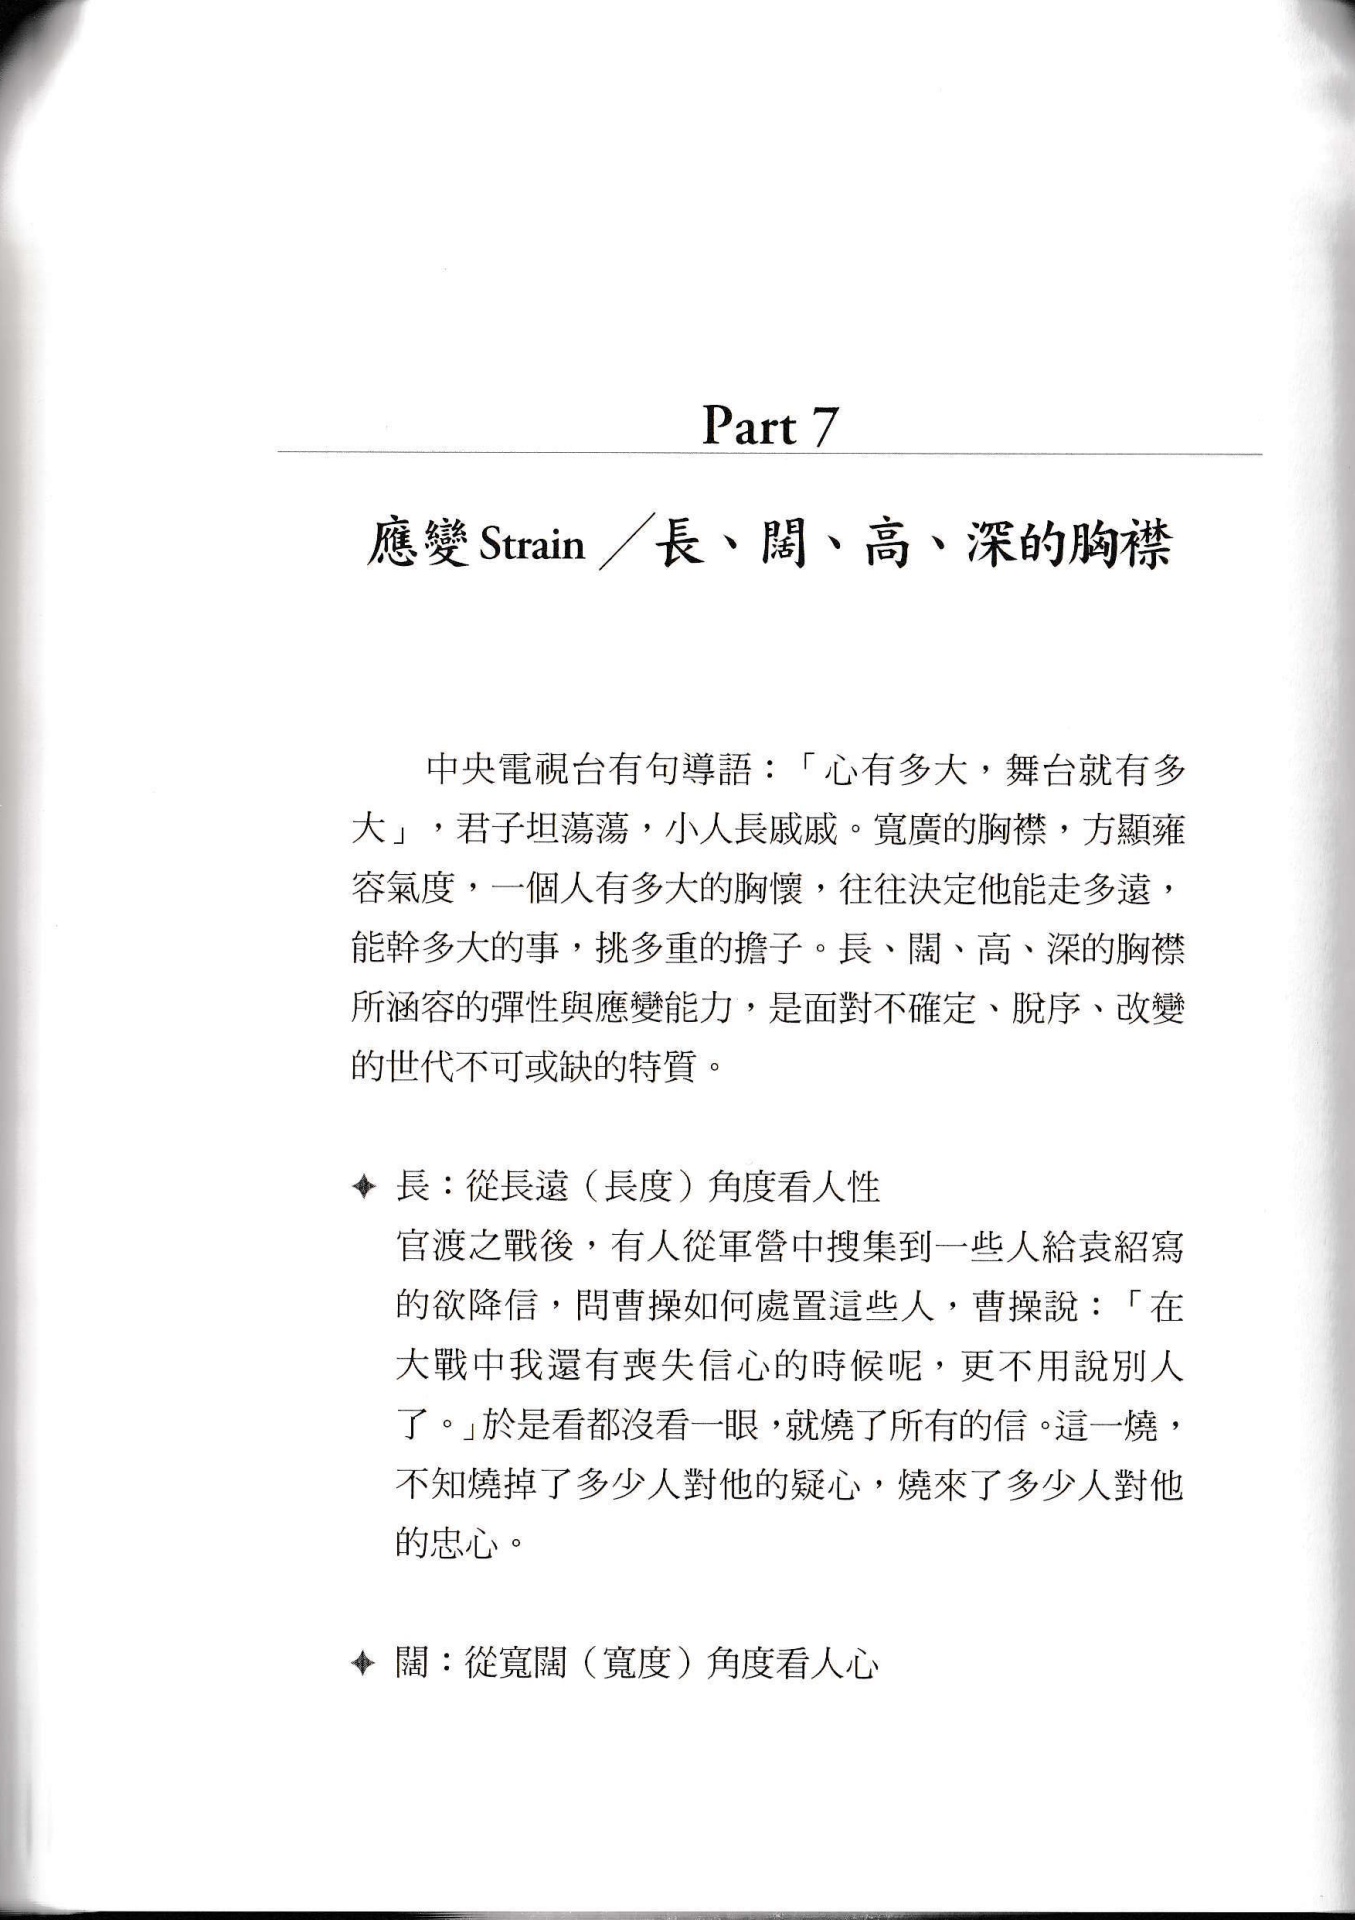 Part 7
應變Strain／長、闊、高、深的胸襟
中央電視台有句導語：「心有多大，舞台就有多
大」，君子坦蕩蕩，小人長戚戚。寬廣的胸襟，方顯雍
容氣度，一個人有多大的胸懷，往往決定他能走多遠，
能幹多大的事，挑多重的擔子。長、闊、高、深的胸襟
所涵容的彈性與應變能力，是面對不確定、脫序、改變
的世代不可或缺的特質。
✦ 長：從長遠（長度）角度看人性
官渡之戰後，有人從軍營中搜集到一些人給袁紹寫
的欲降信，問曹操如何處置這些人，曹操說：「在
大戰中我還有喪失信心的時候呢，更不用說別人
了。」於是看都沒看一眼，就燒了所有的信。這一燒，
不知燒掉了多少人對他的疑心，燒來了多少人對他
的忠心。
✦ 闊：從寬闊（寬度）角度看人心